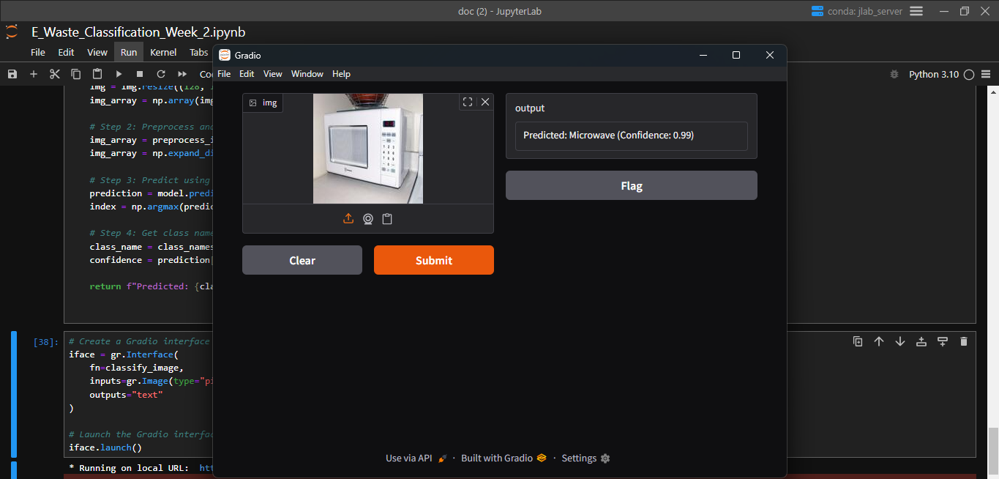 doc (2) - JupyterLab
conda: jlab_server
E_Waste_Classification_Week_2.ipynb
File Edit View Run Kernel Tabs
Python 3.10
img = img.resize((128,
img_array = np.array(img
# Step 2: Preprocess and
img_array = preprocess_i
img_array = np.expand_di
# Step 3: Predict using
prediction = model.predi
index = np.argmax(predic
# Step 4: Get class name
class_name = class_names
confidence = prediction[
return f"Predicted: {cla
[38]:
# Create a Gradio interface
iface = gr.Interface(
fn=classify_image,
inputs=gr.Image(type="pi
outputs="text"
)
# Launch the Gradio interfac
iface.launch()
* Running on local URL: htt
Gradio
File Edit View Window Help
img
Clear
Submit
output
Predicted: Microwave (Confidence: 0.99)
Flag
Use via API · Built with Gradio · Settings